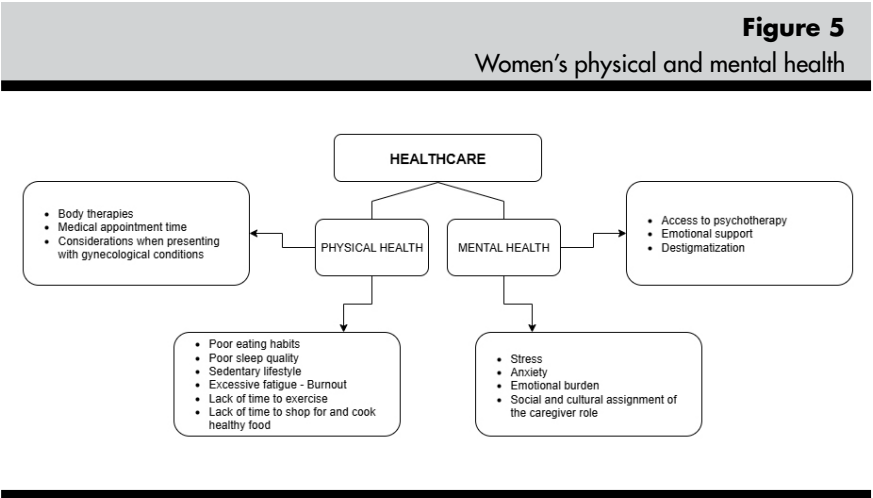 Figure 5
Women's physical and mental health
HEALTHCARE
• Body therapies
• Medical appointment time
• Considerations when presenting
with gynecological conditions
PHYSICAL HEALTH
MENTAL HEALTH
• Access to psychotherapy
• Emotional support
• Destigmatization
• Poor eating habits
• Poor sleep quality
• Sedentary lifestyle
• Excessive fatigue - Burnout
• Lack of time to exercise
• Lack of time to shop for and cook
healthy food
• Stress
• Anxiety
• Emotional burden
• Social and cultural assignment of
the caregiver role